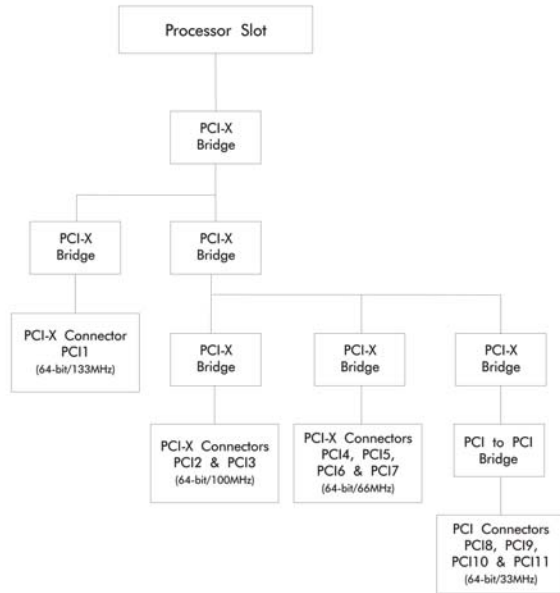 Processor Slot
PCI-X
Bridge
PCI-X
Bridge
PCI-X
Bridge
PCI-X Connector
PCI1
(64-bit/133MHz)
PCI-X
Bridge
PCI-X
Bridge
PCI-X
Bridge
PCI-X Connectors
PCI2 & PCI3
(64-bit/100MHz)
PCI-X Connectors
PCI4, PCI5,
PCI6 & PCI7
(64-bit/66MHz)
PCI to PCI
Bridge
PCI Connectors
PCI8, PCI9,
PCI10 & PCI11
(64-bit/33MHz)